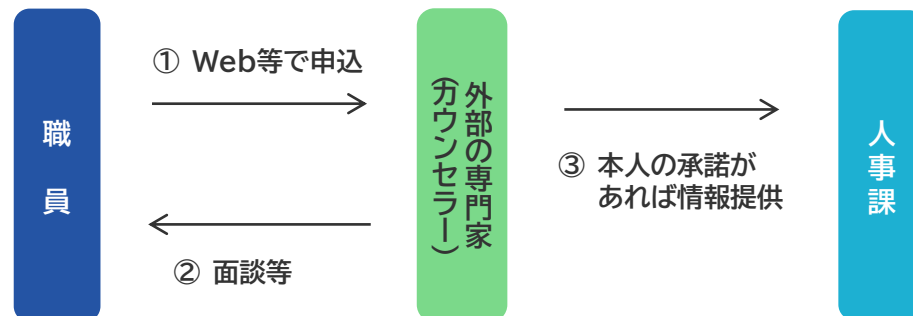 職員
① Web等で申込
② 面談等
外部の専門家
(カウンセラー)
③ 本人の承諾が
あれば情報提供
人事課